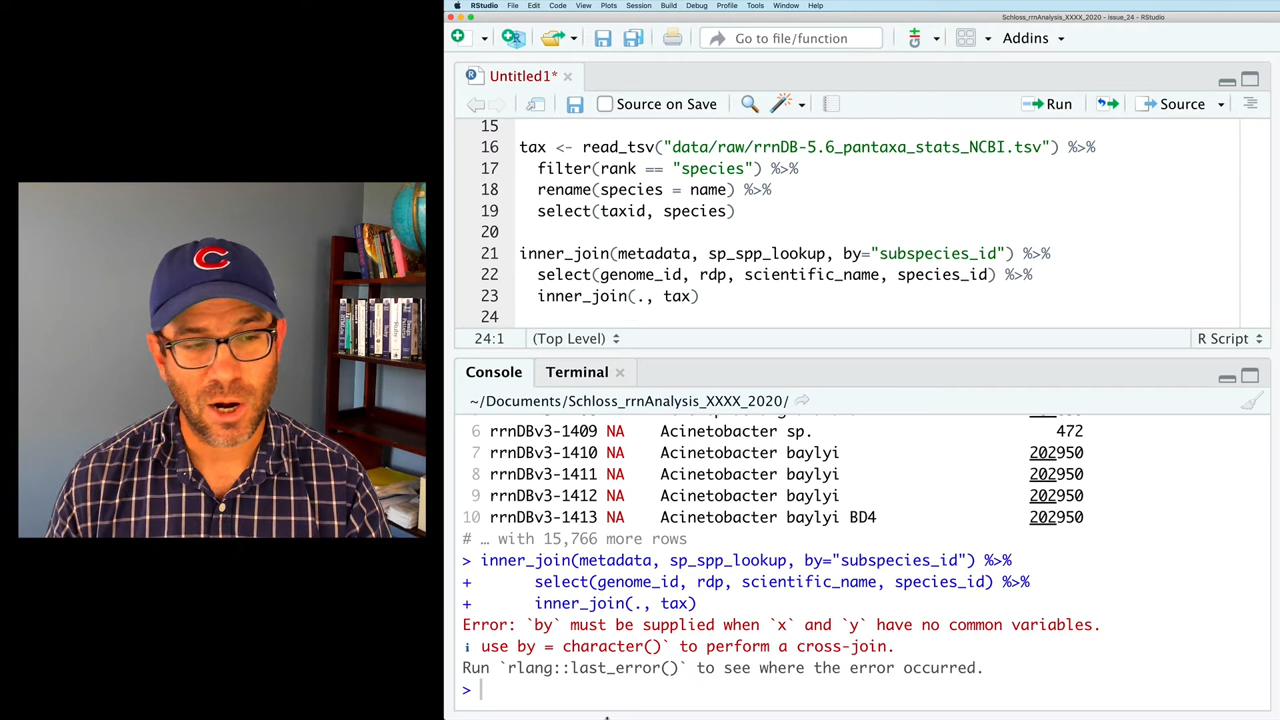 RStudio File Edit Code View Plots Session Build Debug Profile Tools Window Help
Schloss_rrnAnalysis_XXXX_2020 - issue_24 - RStudio
Go to file/function
Addins
Untitled1*
Source on Save
Run
Source
15
16 tax <- read_tsv("data/raw/rrnDB-5.6_pantaxa_stats_NCBI.tsv") %>%
17 filter(rank == "species") %>%
18 rename(species = name) %>%
19 select(taxid, species)
20
21 inner_join(metadata, sp_spp_lookup, by="subspecies_id") %>%
22 select(genome_id, rdp, scientific_name, species_id) %>%
23 inner_join(., tax)
24
24:1 (Top Level) R Script
Console Terminal
~/Documents/Schloss_rrnAnalysis_XXXX_2020/
6 rrnDBv3-1409 NA Acinetobacter sp. 472
7 rrnDBv3-1410 NA Acinetobacter baylyi 202950
8 rrnDBv3-1411 NA Acinetobacter baylyi 202950
9 rrnDBv3-1412 NA Acinetobacter baylyi 202950
10 rrnDBv3-1413 NA Acinetobacter baylyi BD4 202950
# … with 15,766 more rows
> inner_join(metadata, sp_spp_lookup, by="subspecies_id") %>%
+ select(genome_id, rdp, scientific_name, species_id) %>%
+ inner_join(., tax)
Error: `by` must be supplied when `x` and `y` have no common variables.
ℹ use by = character()` to perform a cross-join.
Run `rlang::last_error()` to see where the error occurred.
>
C